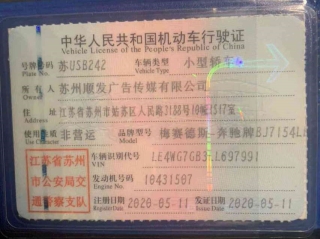 中华人民共和国机动车行驶证
Vehicle License of the People's Republic of China
号牌号码 苏USB242 车辆类型 小型轿车
Plate No. Vehicle Type
所有人 苏州顺发广告传媒有限公司
Owner
住址 江苏省苏州市姑苏区人民路3188号10幢1517室
Address
使用性质 非营运 品牌型号 梅赛德斯-奔驰牌BJ7154
Use Character Model
江苏省苏州市公安局交通警察支队
车辆识别代号
VIN
发动机号码 10431507
Engine No.
注册日期 2020-05-11 发证日期 2020-05-11
Register Date Issue Date